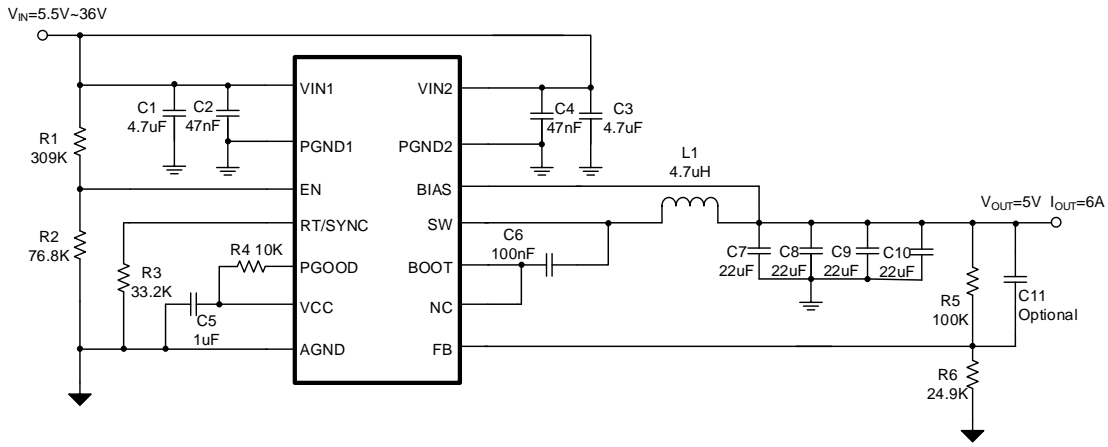 VIN=5.5V~36V
VIN1
VIN2
C1
4.7uF
C2
47nF
C4
47nF
C3
4.7uF
R1
309K
PGND1
PGND2
L1
4.7uH
EN
BIAS
VOUT=5V IOUT=6A
RT/SYNC
SW
R2
76.8K
R3
33.2K
R4 10K
PGOOD
BOOT
C6
100nF
C7
22uF
C8
22uF
C9
22uF
C10
22uF
VCC
NC
C5
1uF
R5
100K
C11
Optional
AGND
FB
R6
24.9K